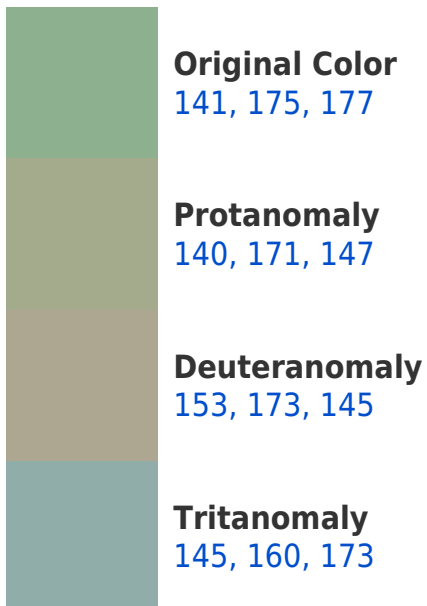 Original Color
141, 175, 177
Protanomaly
140, 171, 147
Deuteranomaly
153, 173, 145
Tritanomaly
145, 160, 173